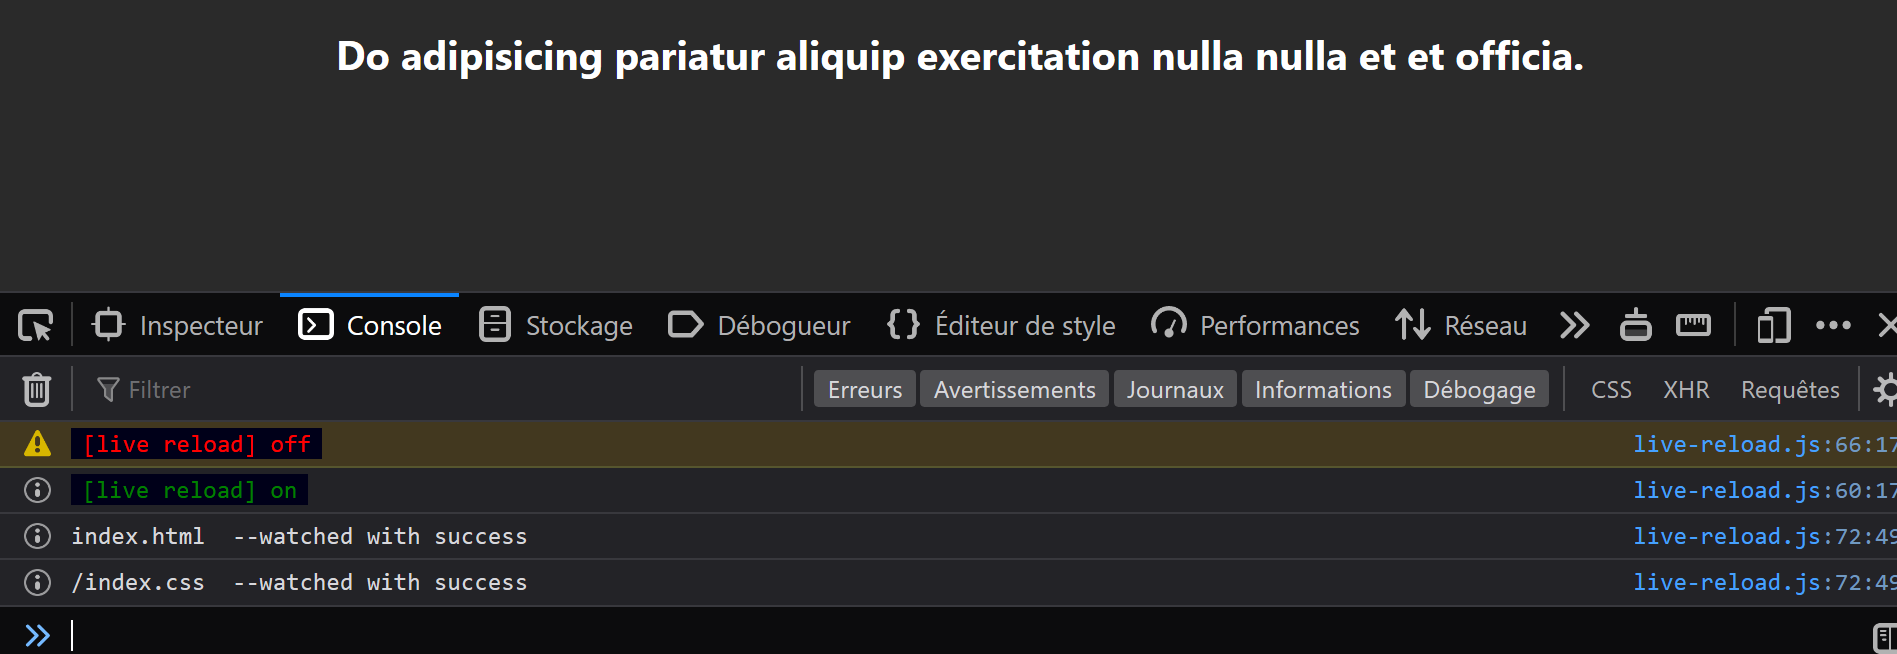 Do adipisicing pariatur aliquip exercitation nulla nulla et et officia.
Inspecteur Console Stockage Débogueur Éditeur de style Performances Réseau
Filtrer Erreurs Avertissements Journaux Informations Débogage CSS XHR Requêtes
[live reload] off live-reload.js:66:17
[live reload] on live-reload.js:60:17
index.html --watched with success live-reload.js:72:49
/index.css --watched with success live-reload.js:72:49